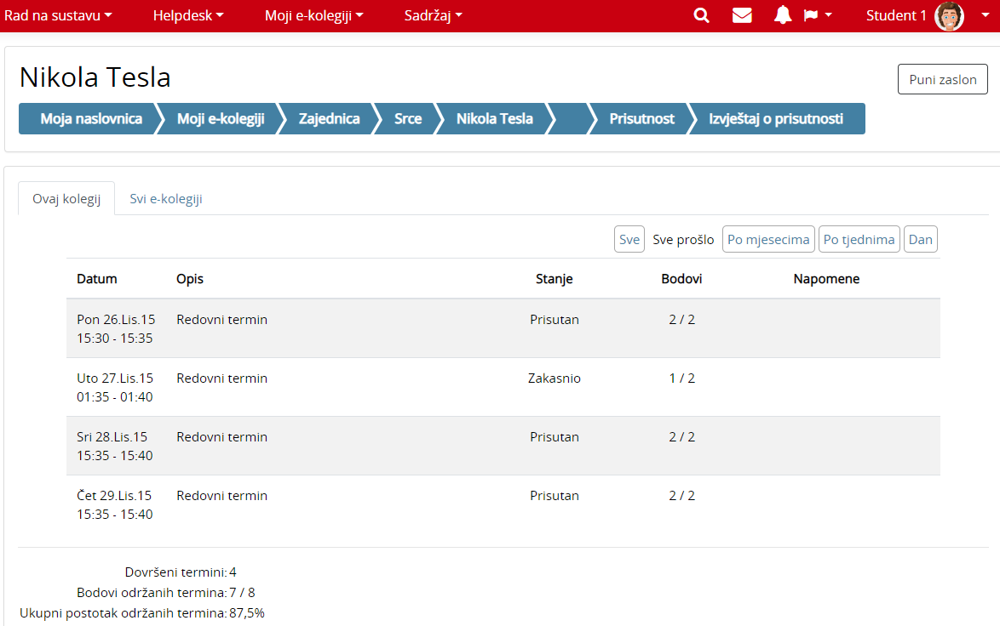 Rad na sustavu Helpdesk Moji e-kolegiji Sadržaj Student 1
Nikola Tesla
Puni zaslon
Moja naslovnica Moji e-kolegiji Zajednica Srce Nikola Tesla Prisutnost Izvještaj o prisutnosti
Ovaj kolegij Svi e-kolegiji
Sve Sve prošlo Po mjesecima Po tjednima Dan
Datum Opis Stanje Bodovi Napomene
Pon 26.Lis.15 Redovni termin Prisutan 2 / 2
15:30 - 15:35
Uto 27.Lis.15 Redovni termin Zakasnio 1 / 2
01:35 - 01:40
Sri 28.Lis.15 Redovni termin Prisutan 2 / 2
15:35 - 15:40
Čet 29.Lis.15 Redovni termin Prisutan 2 / 2
15:35 - 15:40
Dovršeni termini: 4
Bodovi održanih termina: 7 / 8
Ukupni postotak održanih termina: 87,5%